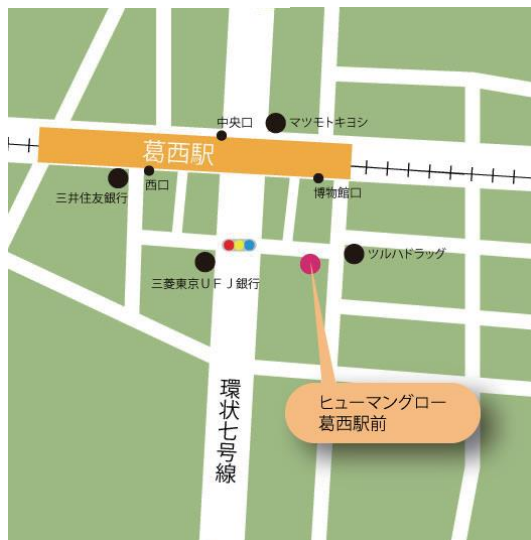 中央口
マツモトキヨシ
葛西駅
三井住友銀行
西口
博物館口
ツルハドラッグ
三菱東京ＵＦＪ銀行
環状七号線
ヒューマングロー
葛西駅前